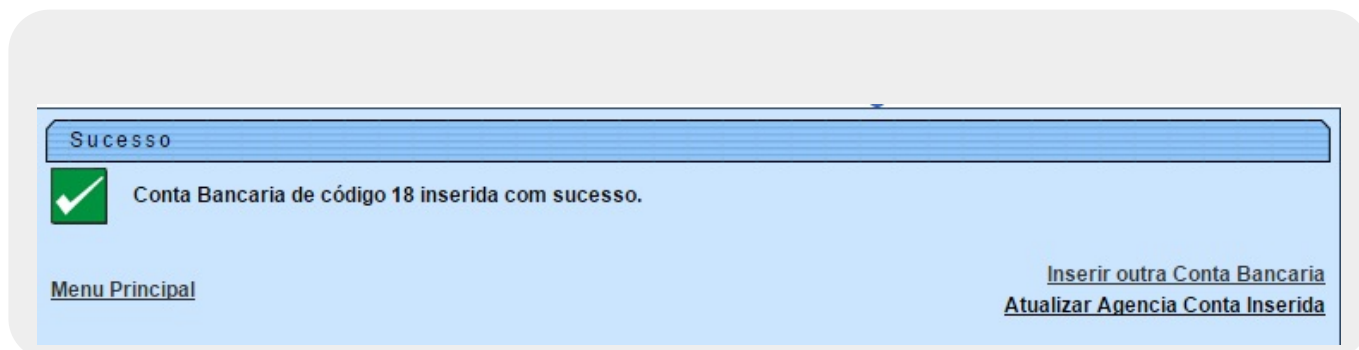 Sucesso
Conta Bancaria de código 18 inserida com sucesso.
Inserir outra Conta Bancaria
Menu Principal
Atualizar Agencia Conta Inserida